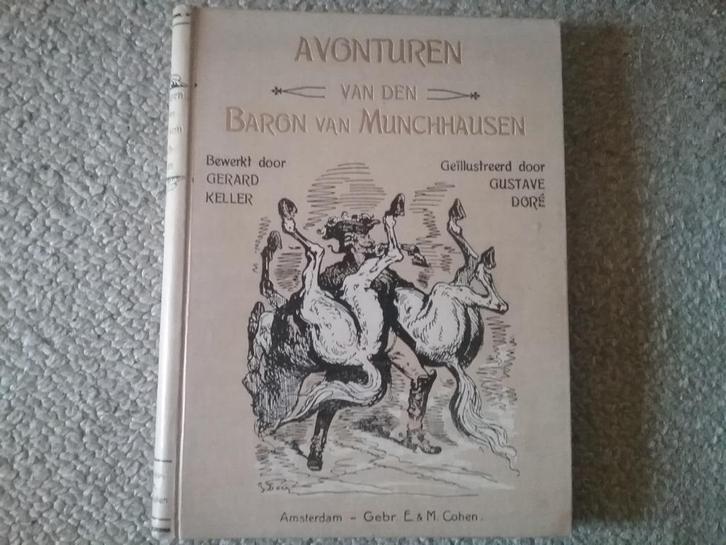 AVONTUREN
VAN DEN
BARON VAN MUNCHHAUSEN
Bewerkt door
GERARD
KELLER
Geïllustreerd door
GUSTAVE
DORÉ
Amsterdam - Gebr. E. & M. Cohen.